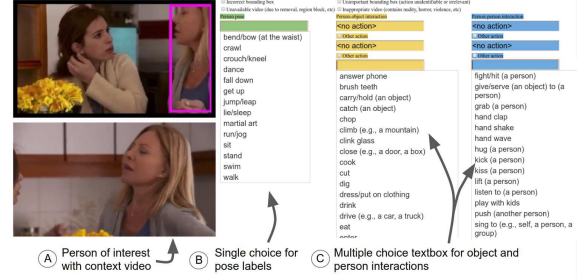 Incorrect bounding box
Unimportant bounding box (action unidentifiable or irrelevant)
Unavailable video (due to removal, region block, etc)
Inappropriate video (contains nudity, horror, violence, etc)
Person pose
bend/bow (at the waist)
crawl
crouch/kneel
dance
fall down
get up
jump/leap
lie/sleep
martial art
run/jog
sit
stand
swim
walk
Person object interaction
<no action>
Other action
<no action>
Other action
answer phone
brush teeth
carry/hold (an object)
catch (an object)
chop
climb (e.g., a mountain)
clink glass
close (e.g., a door, a box)
cook
cut
dig
dress/put on clothing
drink
drive (e.g., a car, a truck)
eat
enter
Person person interaction
<no action>
Other action
<no action>
Other action
fight/hit (a person)
give/serve (an object) to (a
person)
grab (a person)
hand clap
hand shake
hand wave
hug (a person)
kick (a person)
kiss (a person)
lift (a person)
listen to (a person)
play with kids
push (another person)
sing to (e.g., self, a person, a
group)
A Person of interest
with context video
B Single choice for
pose labels
C Multiple choice textbox for object and
person interactions